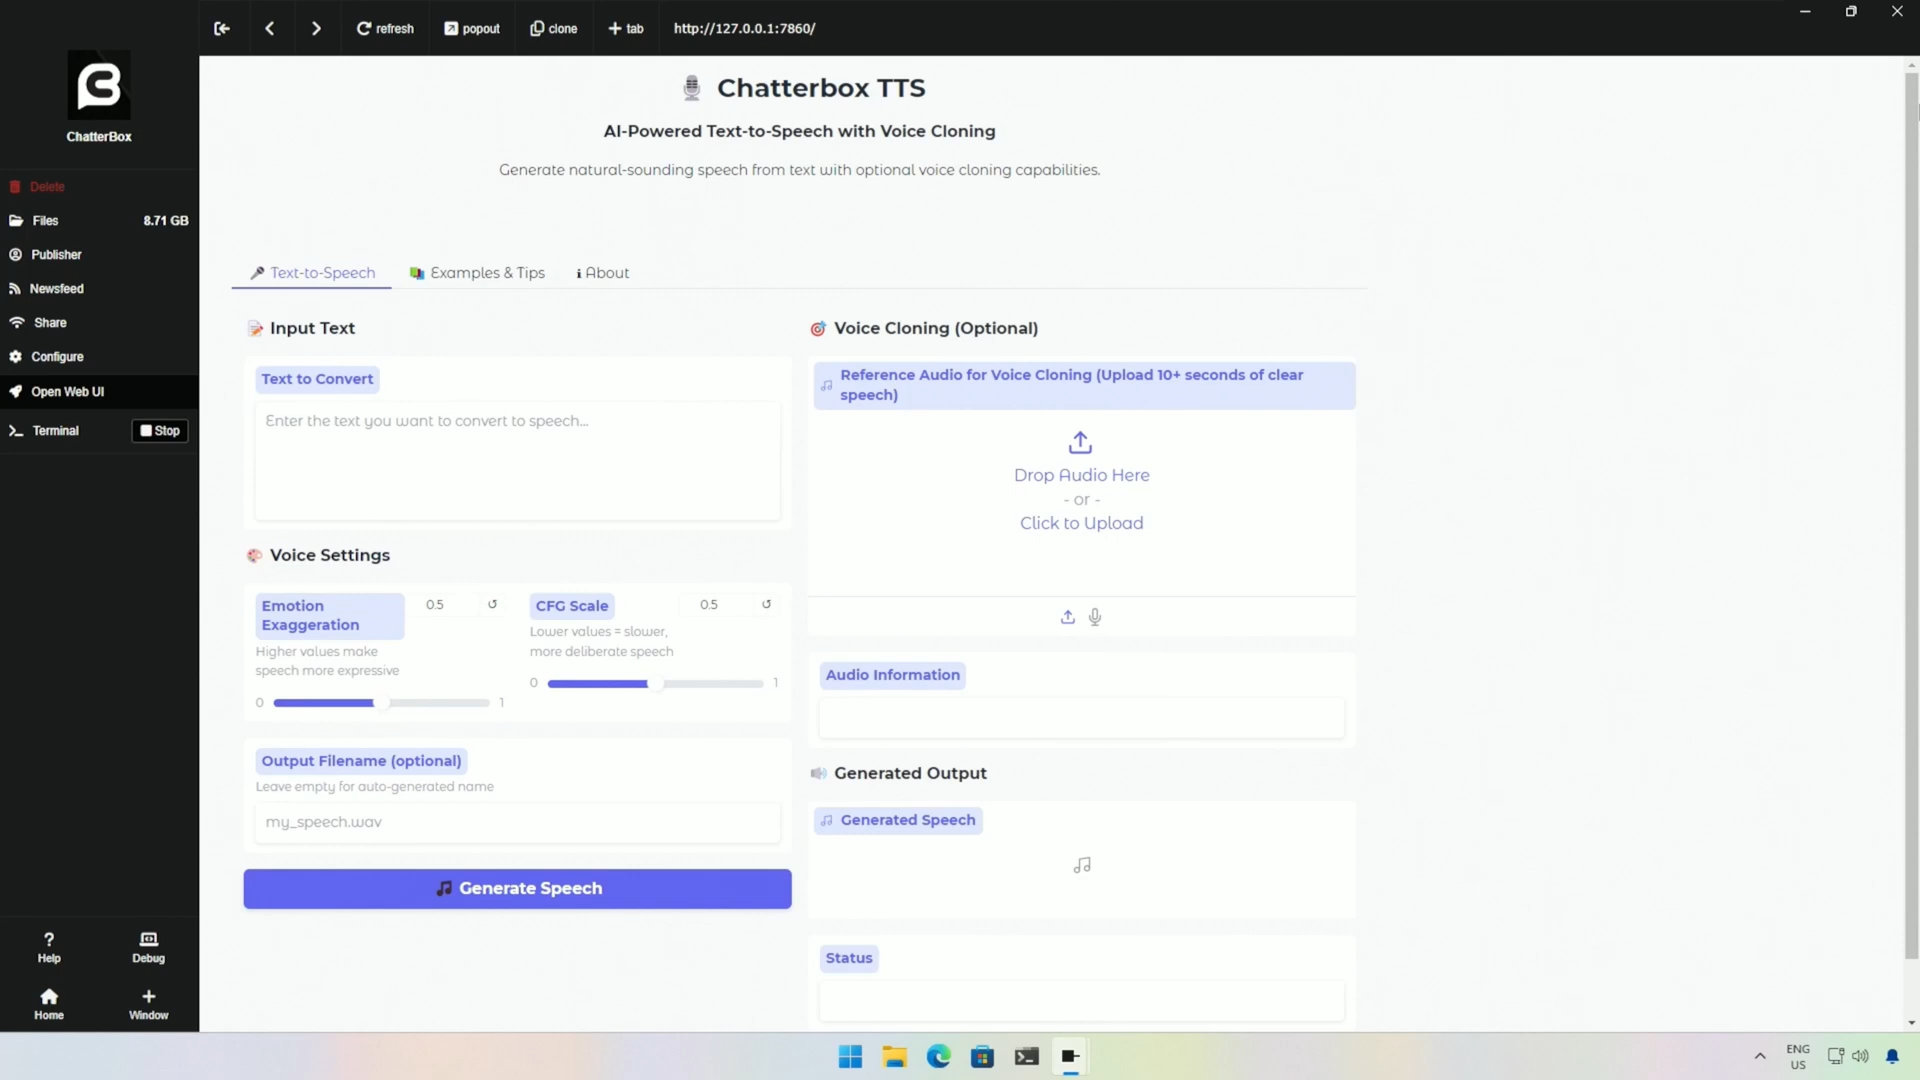 refresh
popout
clone
tab
http://127.0.0.1:7860/
ChatterBox
Delete
Files 8.71 GB
Publisher
Newsfeed
Share
Configure
Open Web UI
Terminal Stop
Help
Debug
Home
Window
Chatterbox TTS
AI-Powered Text-to-Speech with Voice Cloning
Generate natural-sounding speech from text with optional voice cloning capabilities.
Text-to-Speech
Examples & Tips
i About
Input Text
Text to Convert
Enter the text you want to convert to speech...
Voice Settings
Emotion
Exaggeration
0.5
Higher values make
speech more expressive
0 1
CFG Scale
0.5
Lower values = slower,
more deliberate speech
0 1
Output Filename (optional)
Leave empty for auto-generated name
my_speech.wav
Generate Speech
Voice Cloning (Optional)
Reference Audio for Voice Cloning (Upload 10+ seconds of clear
speech)
Drop Audio Here
- or -
Click to Upload
Audio Information
Generated Output
Generated Speech
Status
ENG
US